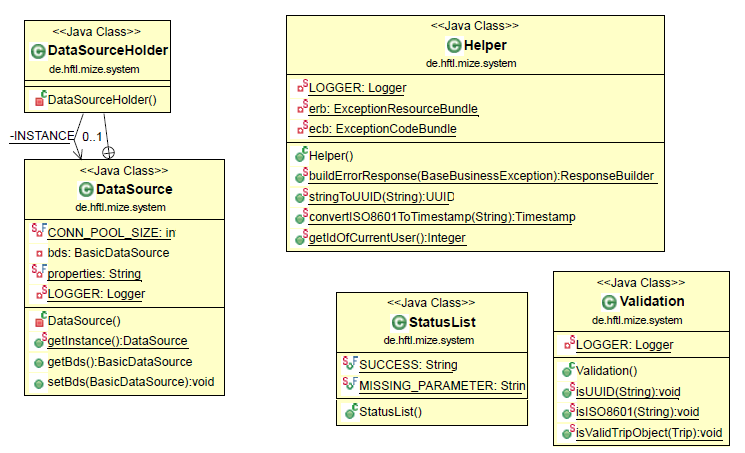 <<Java Class>>
DataSourceHolder
de.hftl.mize.system
DataSourceHolder()
-INSTANCE
0..1
<<Java Class>>
DataSource
de.hftl.mize.system
CONN_POOL_SIZE: in
bds: BasicDataSource
properties: String
LOGGER: Logger
DataSource()
getInstance():DataSource
getBds():BasicDataSource
setBds(BasicDataSource):void
<<Java Class>>
Helper
de.hftl.mize.system
LOGGER: Logger
erb: ExceptionResourceBundle
ecb: ExceptionCodeBundle
Helper()
buildErrorResponse(BaseBusinessException):ResponseBuilder
stringToUUID(String):UUID
convertISO8601ToTimestamp(String):Timestamp
getIdOfCurrentUser():Integer
<<Java Class>>
StatusList
de.hftl.mize.system
SUCCESS: String
MISSING_PARAMETER: Strin
StatusList()
<<Java Class>>
Validation
de.hftl.mize.system
LOGGER: Logger
Validation()
isUUID(String):void
isISO8601(String):void
isValidTripObject(Trip):void